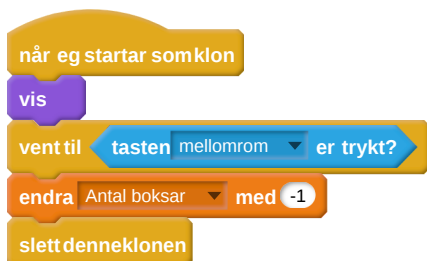 når eg startar som klon
vis
vent til tasten mellomrom er trykt?
endra Antal boksar med -1
slett denne klonen